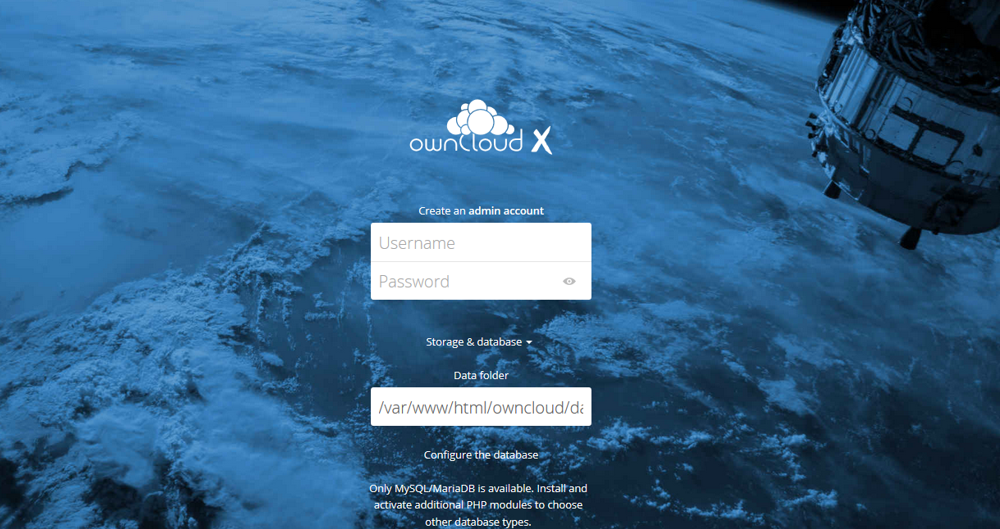 ownCloud X
Create an admin account
Username
Password
Storage & database
Data folder
/var/www/html/owncloud/da
Configure the database
Only MySQL/MariaDB is available. Install and
activate additional PHP modules to choose
other database types.